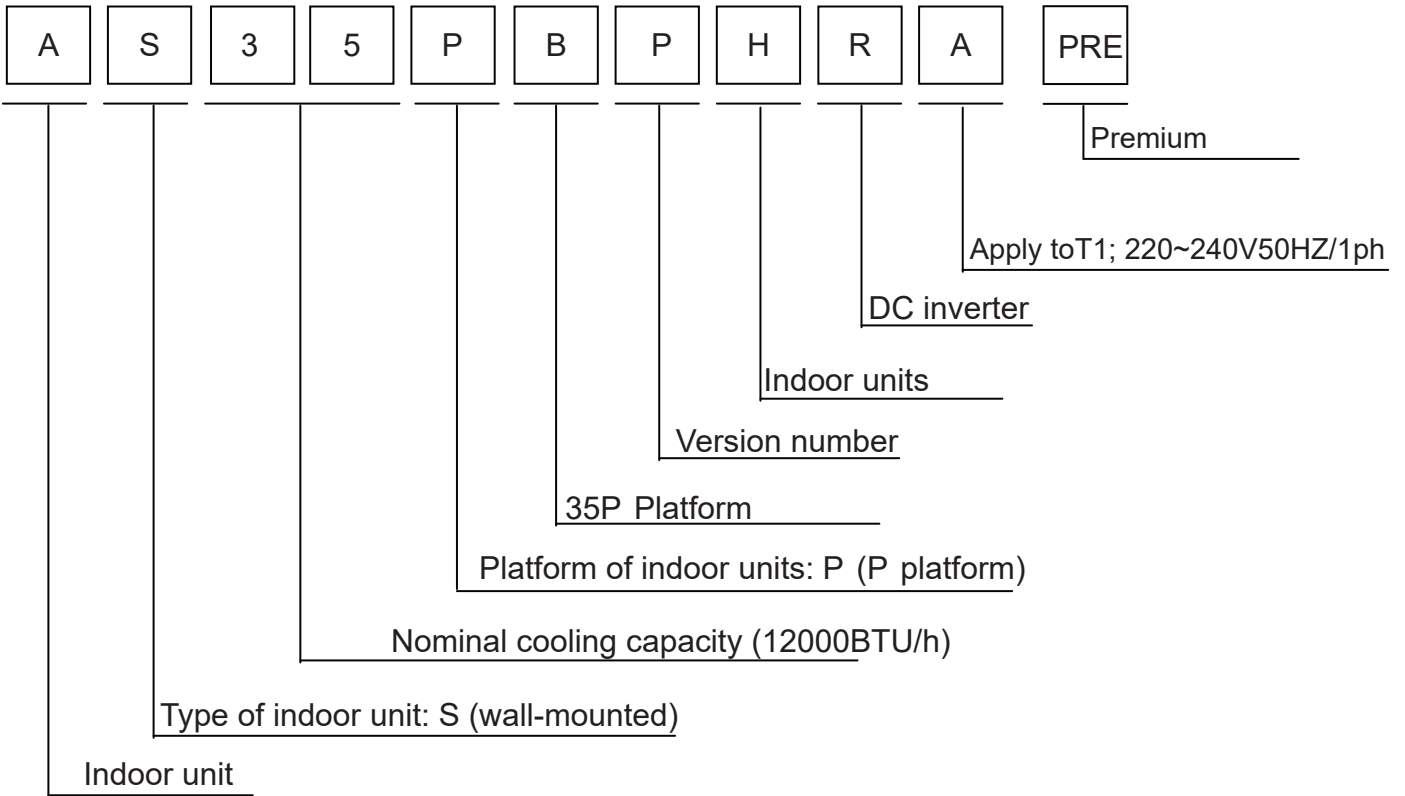 A S 3 5 P B P H R A PRE
Premium
Apply toT1; 220~240V50HZ/1ph
DC inverter
Indoor units
Version number
35P Platform
Platform of indoor units: P (P platform)
Nominal cooling capacity (12000BTU/h)
Type of indoor unit: S (wall-mounted)
Indoor unit